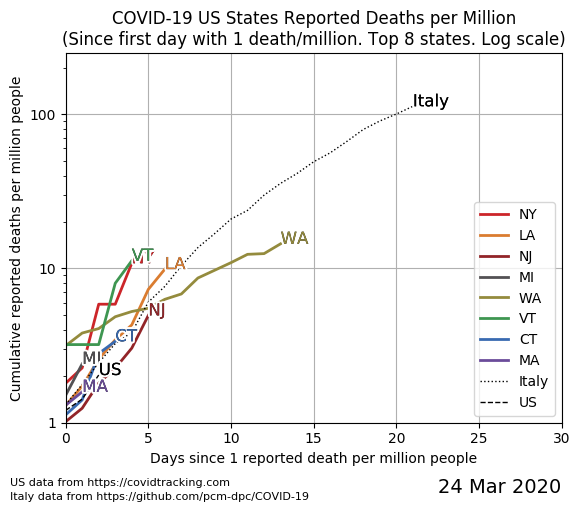 COVID-19 US States Reported Deaths per Million
(Since first day with 1 death/million. Top 8 states. Log scale)
Cumulative reported deaths per million people
100
10
1
0
5
10
15
20
25
30
Days since 1 reported death per million people
Italy
WA
VT
LA
NJ
CT
MI
US
MA
NY
LA
NJ
MI
WA
VT
CT
MA
Italy
US
US data from https://covidtracking.com
Italy data from https://github.com/pcm-dpc/COVID-19
24 Mar 2020